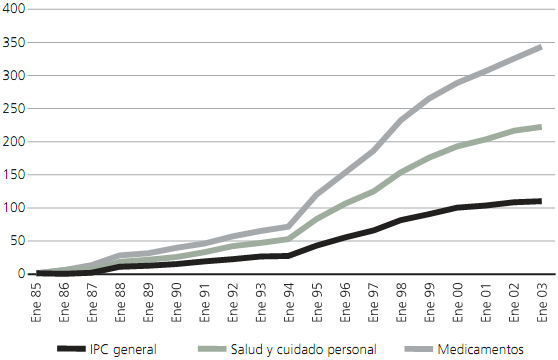 400
350
300
250
200
150
100
50
0
Ene 85
Ene 86
Ene 87
Ene 88
Ene 89
Ene 90
Ene 91
Ene 92
Ene 93
Ene 94
Ene 95
Ene 96
Ene 97
Ene 98
Ene 99
Ene 00
Ene 01
Ene 02
Ene 03
IPC general Salud y cuidado personal Medicamentos